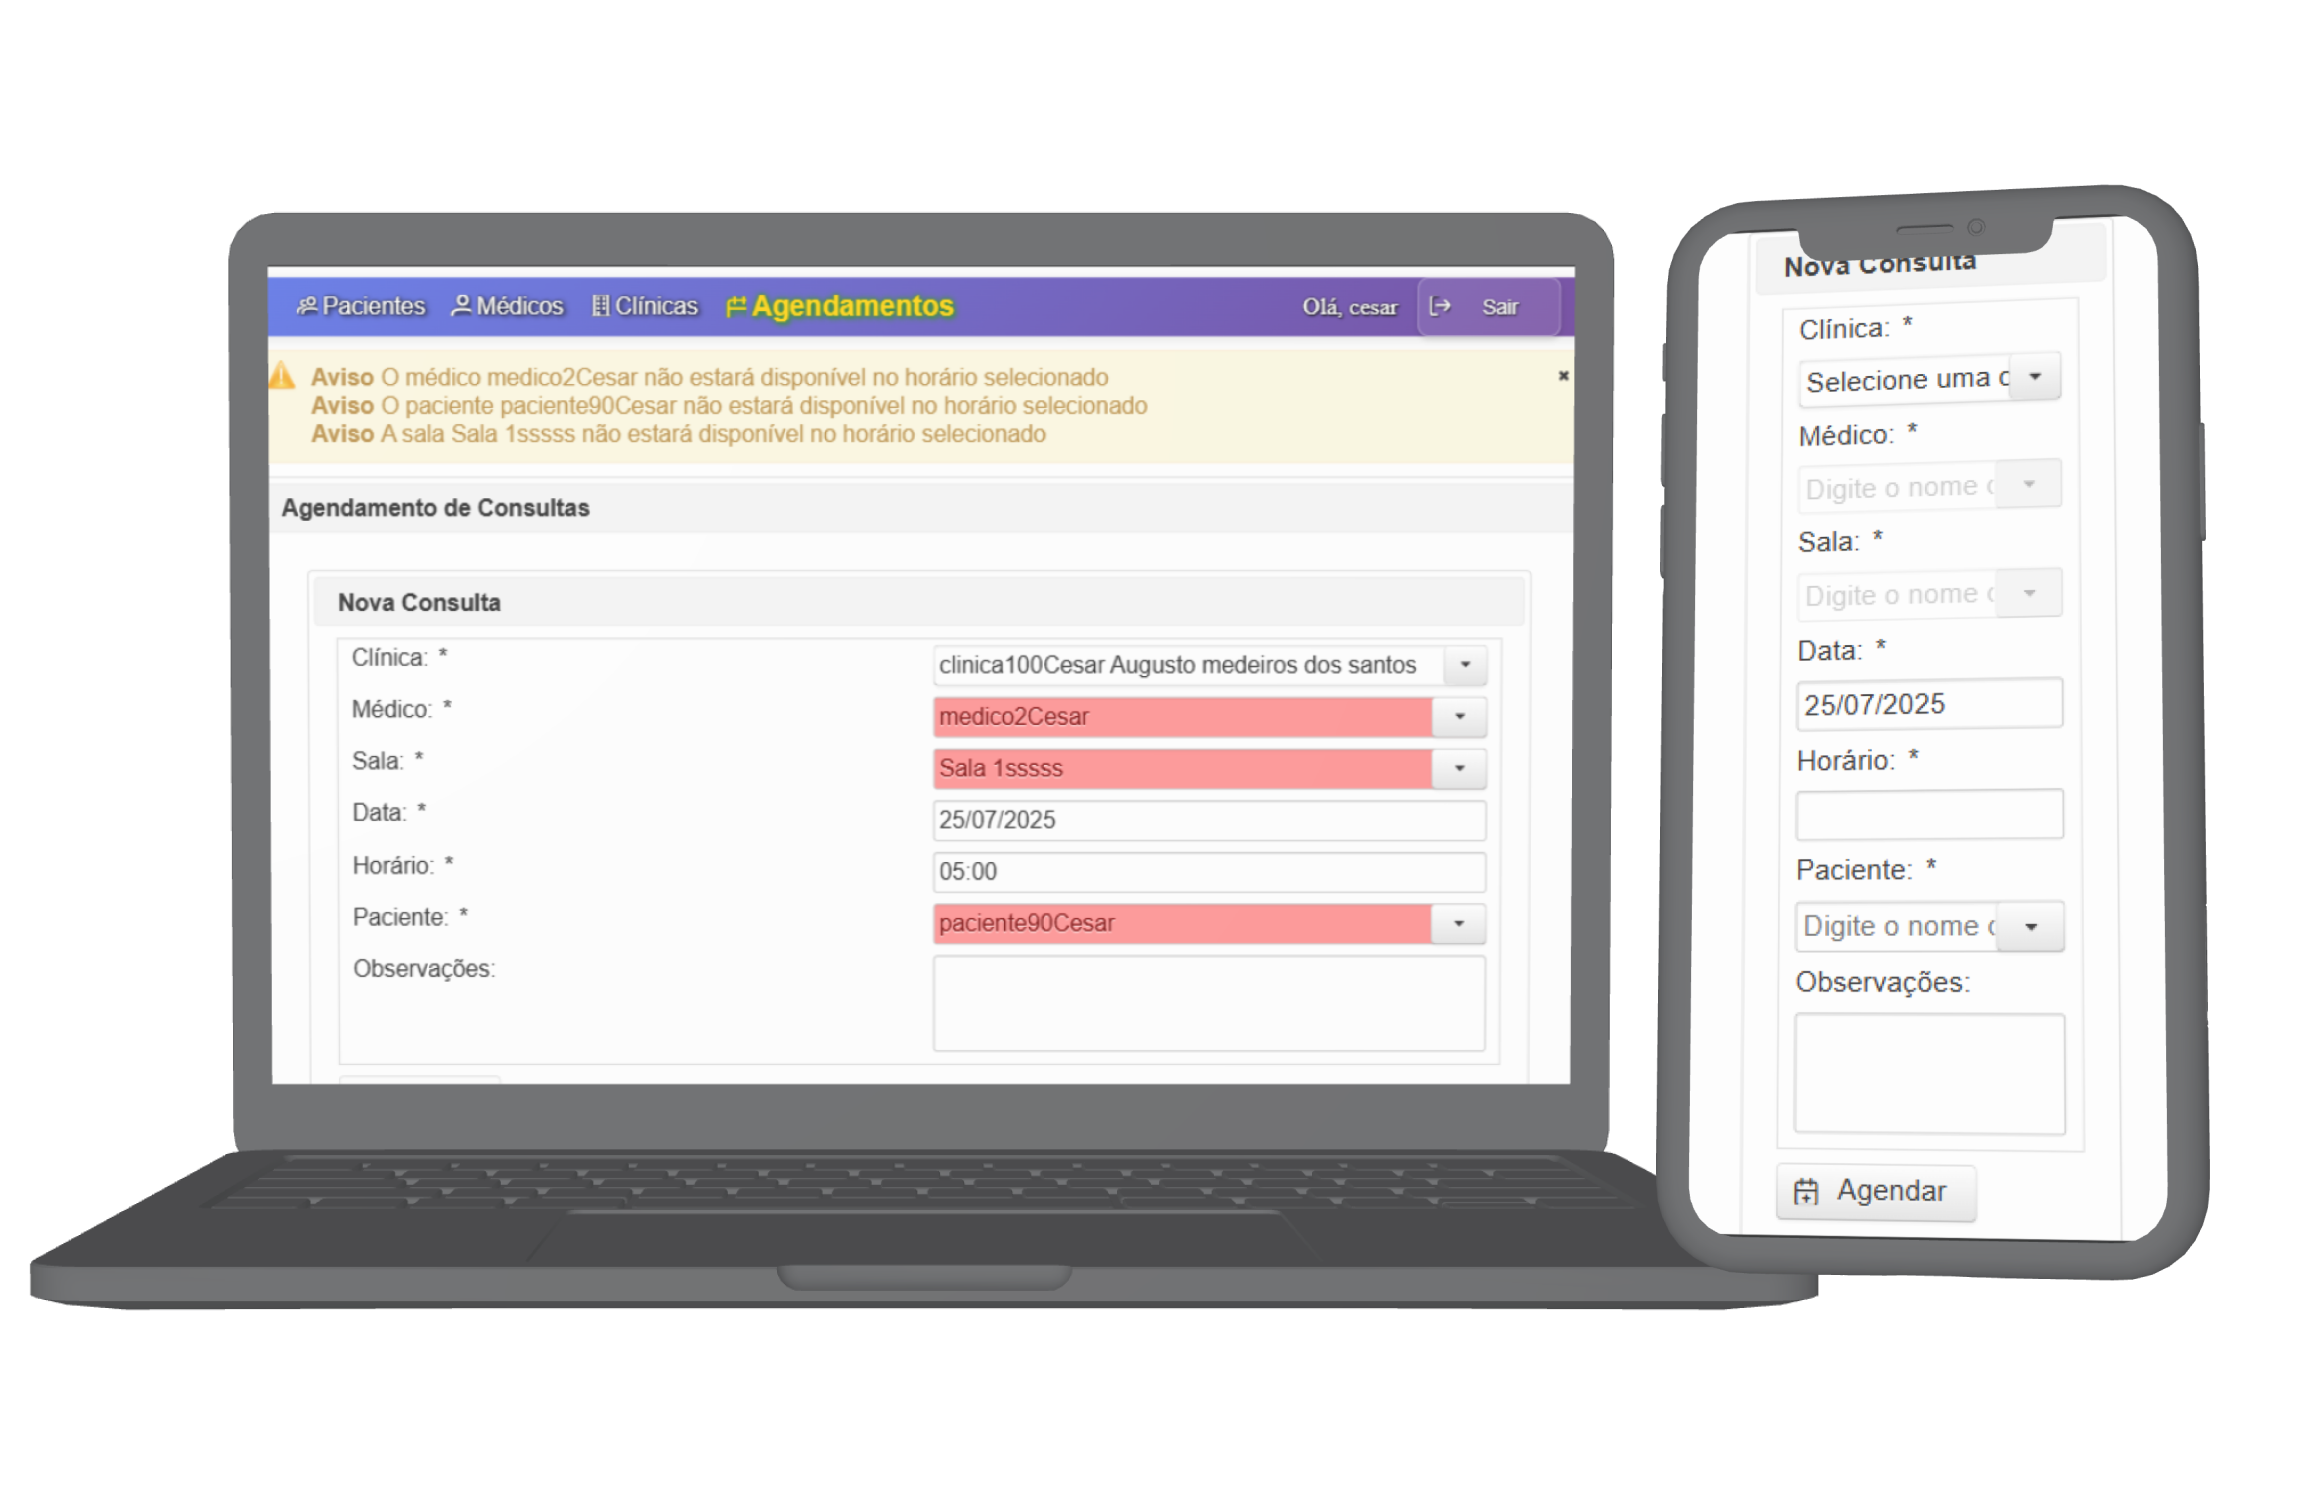 Pacientes Médicos Clínicas Agendamentos Olá, cesar Sair
Aviso O médico medico2Cesar não estará disponível no horário selecionado
Aviso O paciente paciente90Cesar não estará disponível no horário selecionado
Aviso A sala Sala 1sssss não estará disponível no horário selecionado
Agendamento de Consultas
Nova Consulta
Clínica: * clinica100Cesar Augusto medeiros dos santos
Médico: * medico2Cesar
Sala: * Sala 1sssss
Data: * 25/07/2025
Horário: * 05:00
Paciente: * paciente90Cesar
Observações:
Nova Consulta
Clínica: *
Selecione uma c
Médico: *
Digite o nome
Sala: *
Digite o nome
Data: *
25/07/2025
Horário: *
Paciente: *
Digite o nome
Observações:
Agendar